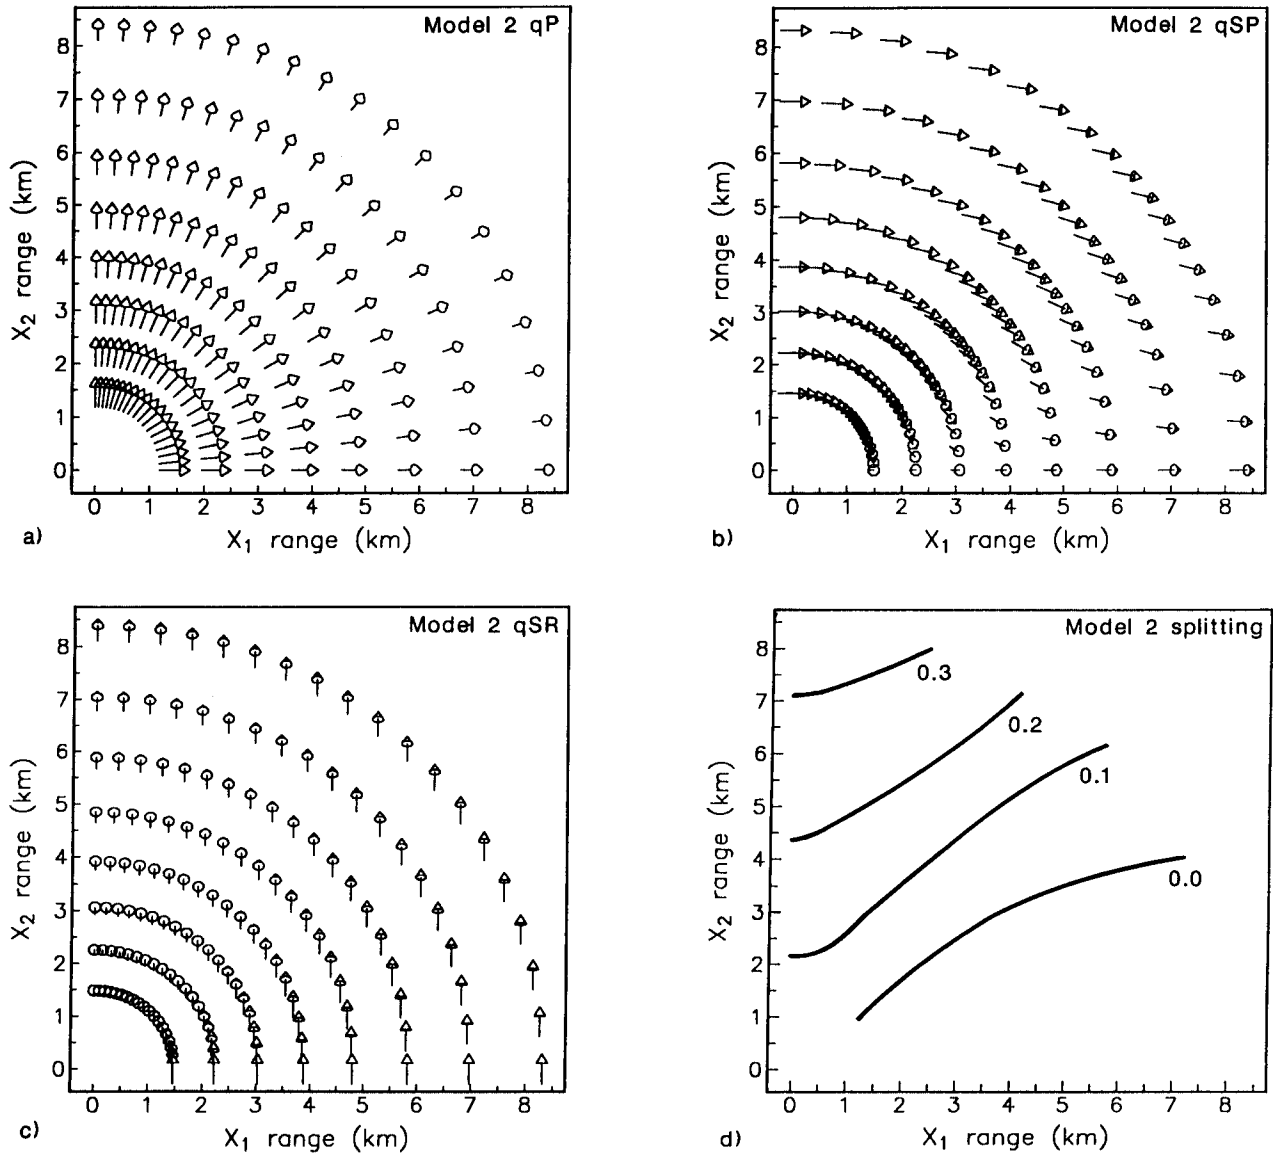 Model 2 qP
8
7
6
5
4
3
2
1
0
X2 range (km)
0 1 2 3 4 5 6 7 8
X1 range (km)
a)
Model 2 qSP
8
7
6
5
4
3
2
1
0
X2 range (km)
0 1 2 3 4 5 6 7 8
X1 range (km)
b)
Model 2 qSR
8
7
6
5
4
3
2
1
0
X2 range (km)
0 1 2 3 4 5 6 7 8
X1 range (km)
c)
Model 2 splitting
8
7
6
5
4
3
2
1
0
0.3
0.2
0.1
0.0
X2 range (km)
0 1 2 3 4 5 6 7 8
X1 range (km)
d)